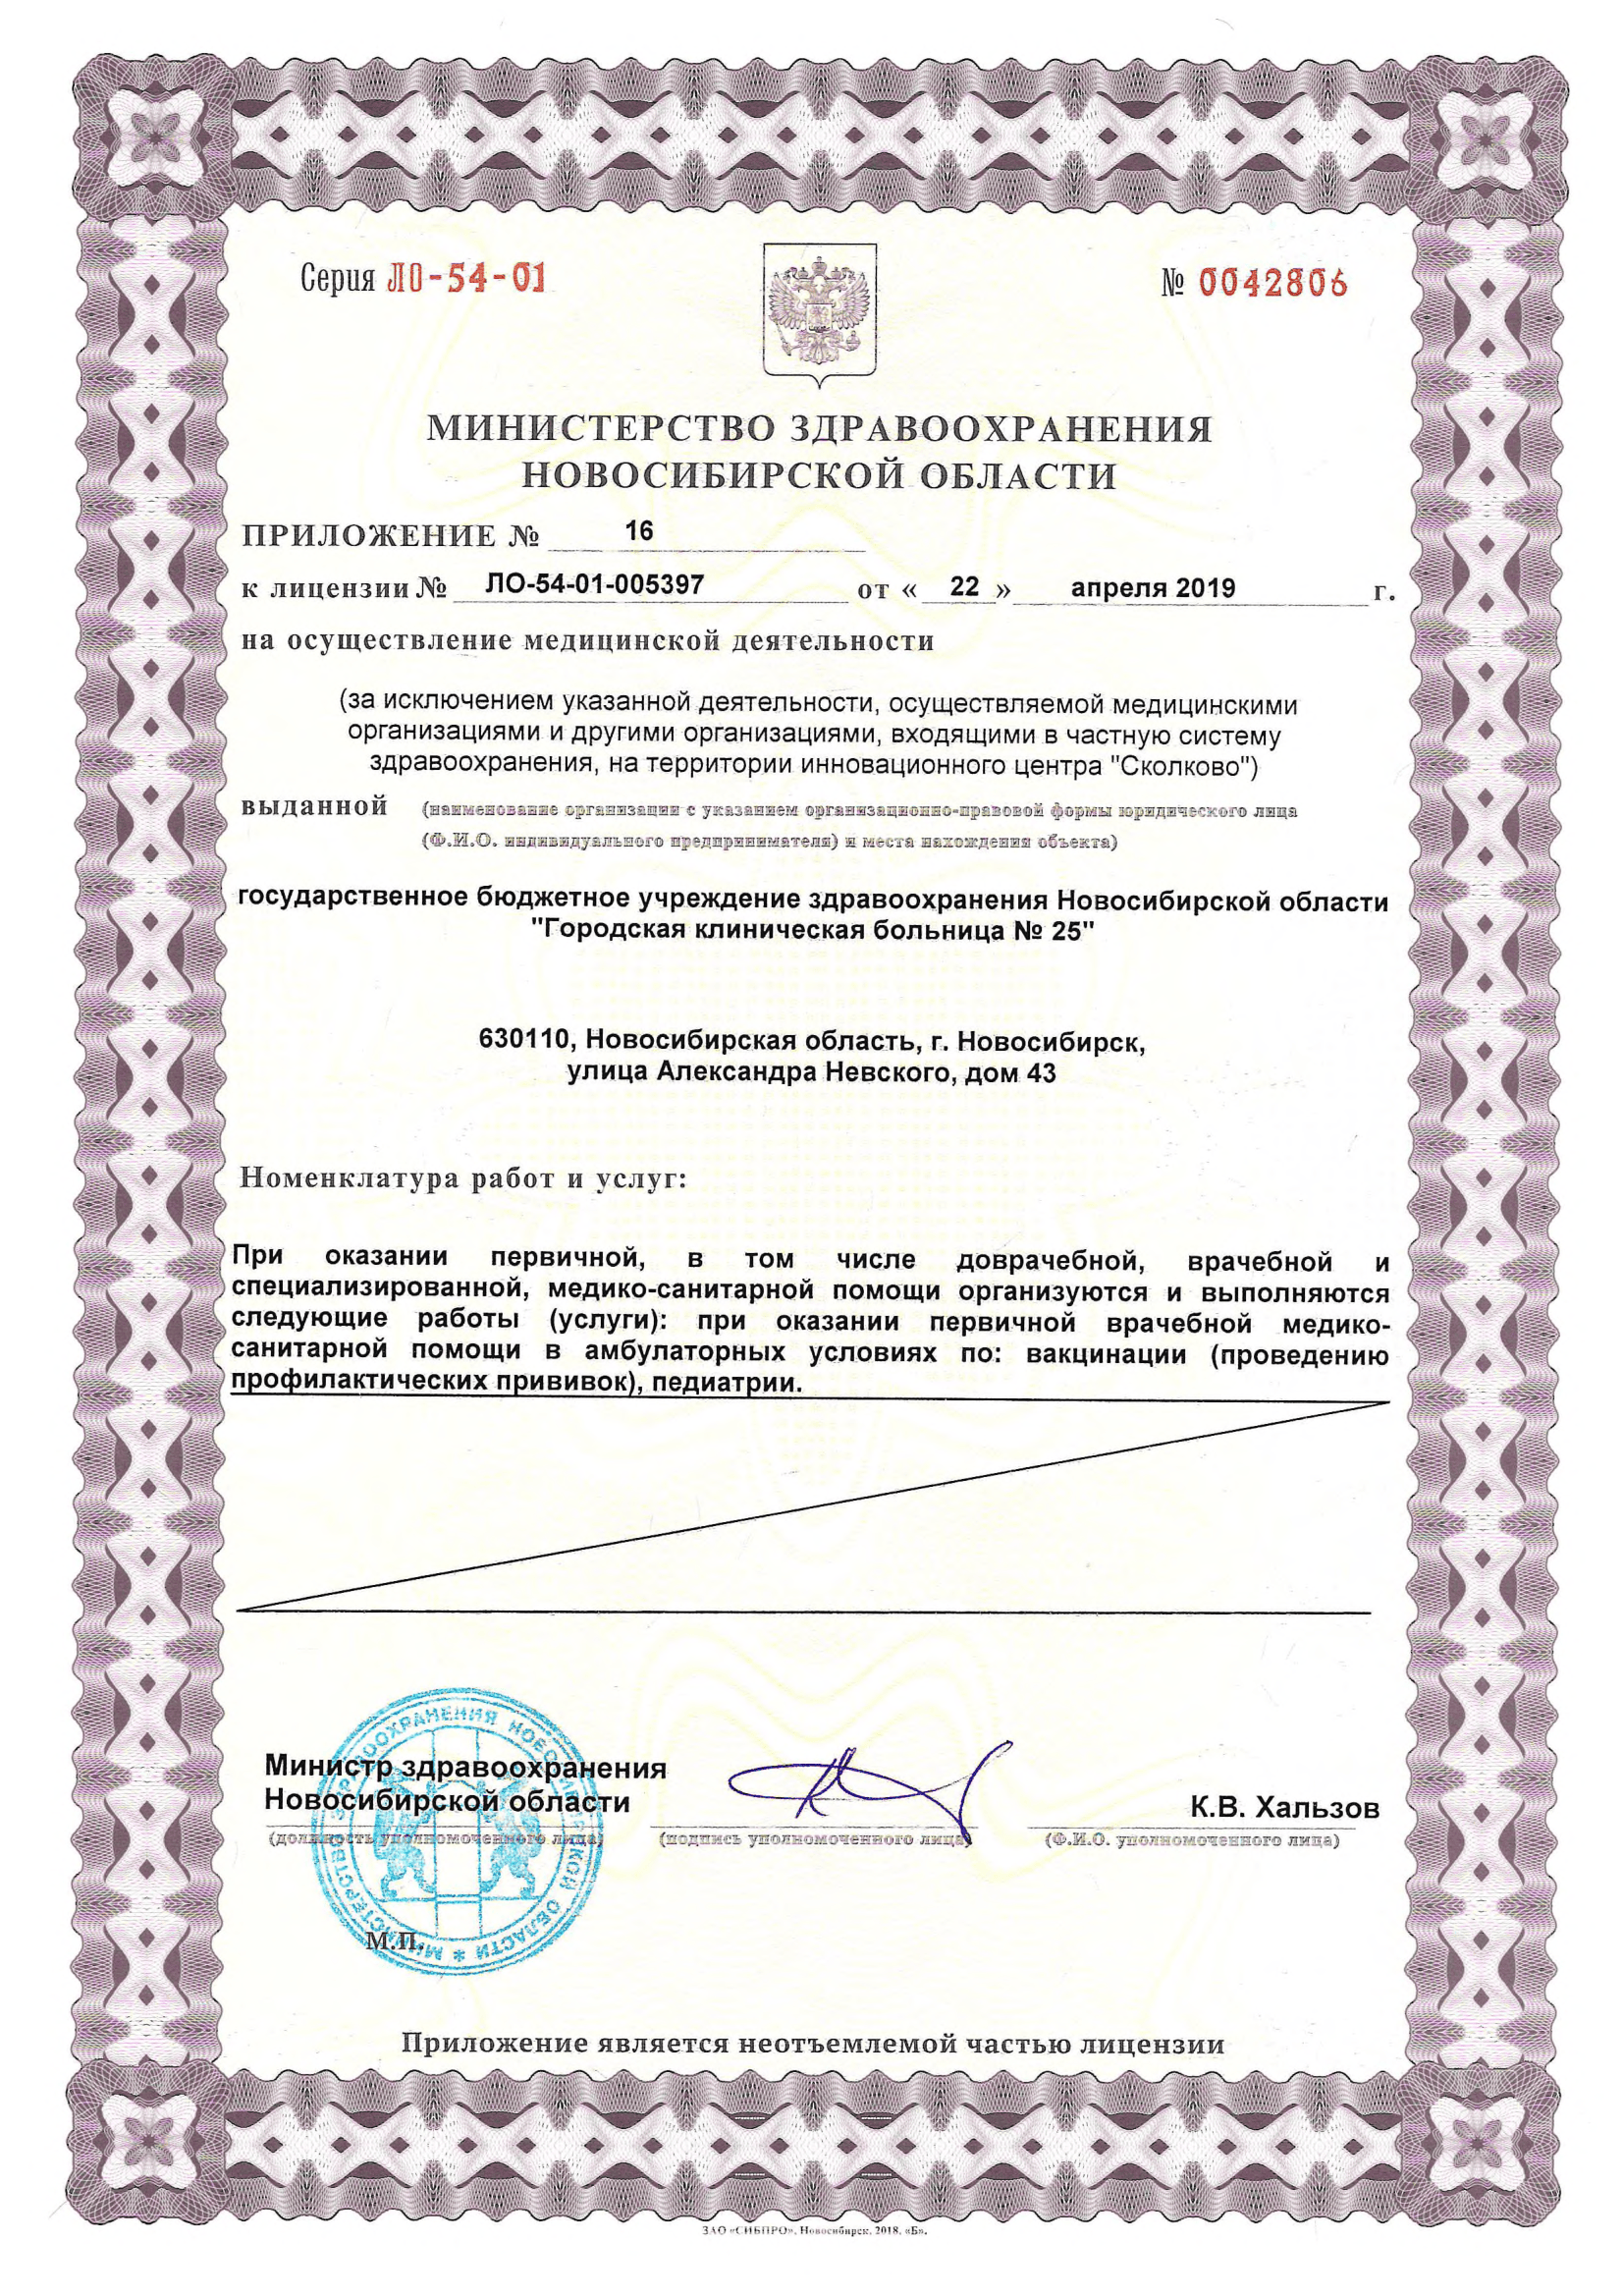 Серия ЛО-54-01
№ 0042806
МИНИСТЕРСТВО ЗДРАВООХРАНЕНИЯ
НОВОСИБИРСКОЙ ОБЛАСТИ
ПРИЛОЖЕНИЕ № 16
к лицензии № ЛО-54-01-005397 от « 22 » апреля 2019 г.
на осуществление медицинской деятельности
(за исключением указанной деятельности, осуществляемой медицинскими
организациями и другими организациями, входящими в частную систему
здравоохранения, на территории инновационного центра "Сколково")
выданной (наименование организации с указанием организационно-правовой формы юридического лица
(Ф.И.О. индивидуального предпринимателя) и места нахождения объекта)
государственное бюджетное учреждение здравоохранения Новосибирской области
"Городская клиническая больница № 25"
630110, Новосибирская область, г. Новосибирск,
улица Александра Невского, дом 43
Номенклатура работ и услуг:
При оказании первичной, в том числе доврачебной, врачебной и
специализированной, медико-санитарной помощи организуются и выполняются
следующие работы (услуги): при оказании первичной врачебной медико-
санитарной помощи в амбулаторных условиях по: вакцинации (проведению
профилактических прививок), педиатрии.
Министр здравоохранения
Новосибирской области
К.В. Хальзов
(должность уполномоченного лица)
(подпись уполномоченного лица)
(Ф.И.О. уполномоченного лица)
МИНИСТЕРСТВО ЗДРАВООХРАНЕНИЯ НОВОСИБИРСКОЙ ОБЛАСТИ *
М.П.
Приложение является неотъемлемой частью лицензии
ЗАО «СИБПРО», Новосибирск, 2018, «Б».